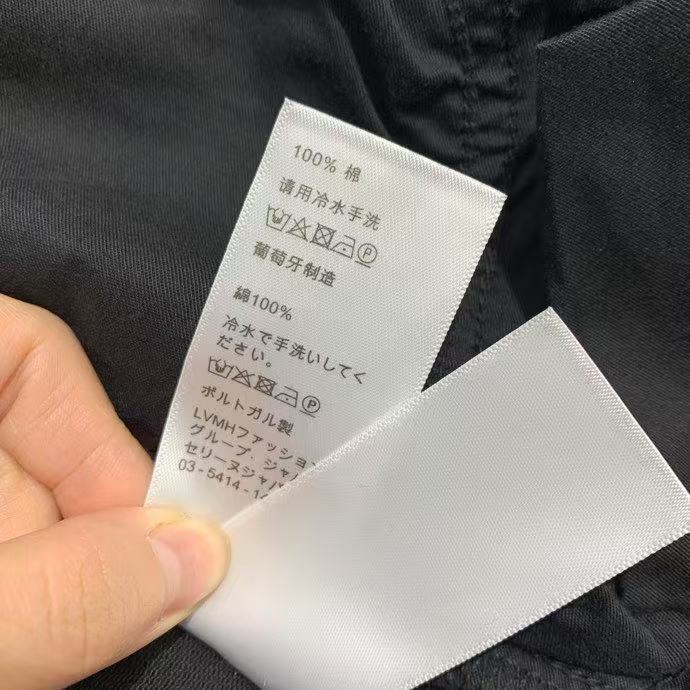 100% 棉
请用冷水手洗
P
葡萄牙制造
綿100%
冷水で手洗いしてく
ださい。
P
ポルトガル製
LVMHファッション
グループ．ジャ
セリーヌジャパ
03-5414-1